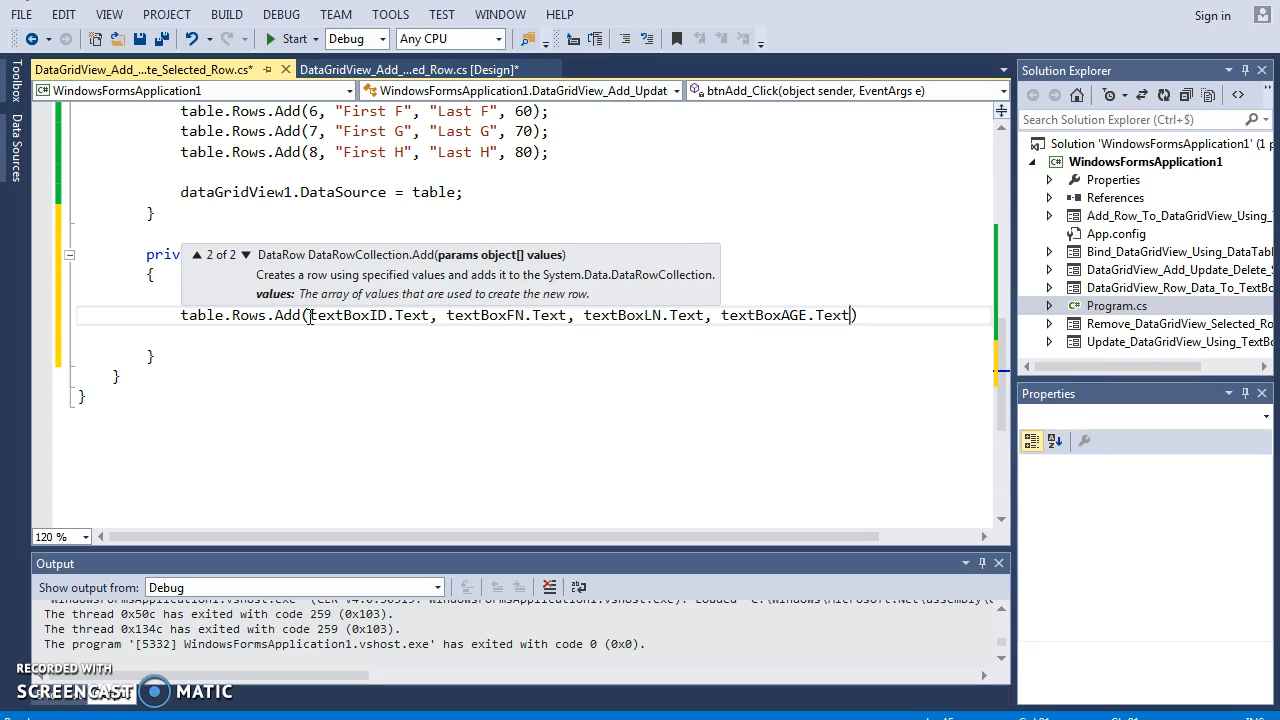 FILE EDIT VIEW PROJECT BUILD DEBUG TEAM TOOLS TEST WINDOW HELP Sign in
Start Debug Any CPU
Toolbox
Data Sources
DataGridView_Add_...te_Selected_Row.cs* DataGridView_Add_...ed_Row.cs [Design]*
WindowsFormsApplication1 WindowsFormsApplication1.DataGridView_Add_Updat btnAdd_Click(object sender, EventArgs e)
table.Rows.Add(6, "First F", "Last F", 60);
table.Rows.Add(7, "First G", "Last G", 70);
table.Rows.Add(8, "First H", "Last H", 80);
dataGridView1.DataSource = table;
}
priv
{
▲ 2 of 2 ▼ DataRow DataRowCollection.Add(params object[] values)
Creates a row using specified values and adds it to the System.Data.DataRowCollection.
values: The array of values that are used to create the new row.
table.Rows.Add(textBoxID.Text, textBoxFN.Text, textBoxLN.Text, textBoxAGE.Text)
}
}
}
120 %
Output
Show output from: Debug
The thread 0x58c has exited with code 259 (0x103).
The thread 0x134c has exited with code 259 (0x103).
The program '[5332] WindowsFormsApplication1.vshost.exe' has exited with code 0 (0x0).
Solution Explorer
Search Solution Explorer (Ctrl+$)
Solution 'WindowsFormsApplication1' (1 p
WindowsFormsApplication1
Properties
References
Add_Row_To_DataGridView_Using_T
App.config
Bind_DataGridView_Using_DataTab
DataGridView_Add_Update_Delete_S
DataGridView_Row_Data_To_TextBo
Program.cs
Remove_DataGridView_Selected_Ro
Update_DataGridView_Using_TextBo
Properties
RECORDED WITH
SCREENCAST MATIC